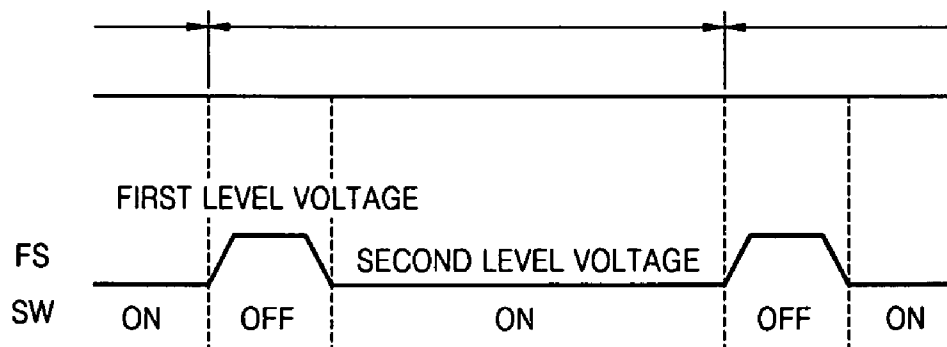 FIRST LEVEL VOLTAGE
FS SECOND LEVEL VOLTAGE
SW ON OFF ON OFF ON